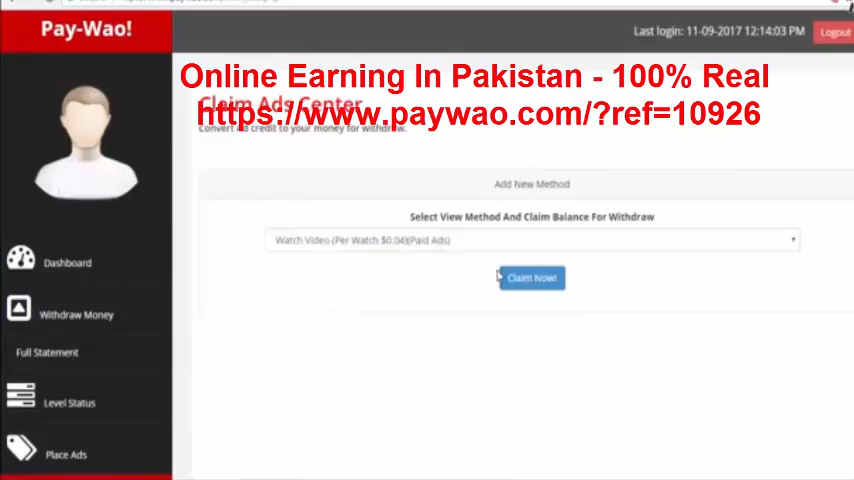 Pay-Wao!
Last login: 11-09-2017 12:14:03 PM
Logout
Online Earning In Pakistan - 100% Real
Claim Ads Center
https://www.paywao.com/?ref=10926
Convert Ad credit to your money for withdraw.
Add New Method
Select View Method And Claim Balance For Withdraw
Watch Video (Per Watch $0.04)(Paid Ads)
Claim Now!
Dashboard
Withdraw Money
Full Statement
Level Status
Place Ads